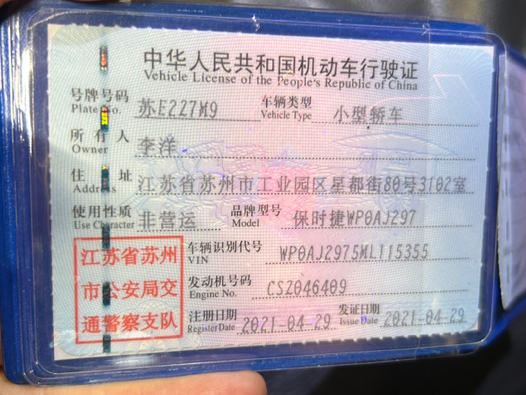 中华人民共和国机动车行驶证
Vehicle License of the People's Republic of China
号牌号码 苏E227M9 车辆类型 小型轿车
Plate No. Vehicle Type
所有人 李洋
Owner
住址 江苏省苏州市工业园区星都街80号3102室
Address
使用性质 非营运 品牌型号 保时捷WP0AJ297
Use Character Model
江苏省苏州
市公安局交
通警察支队
车辆识别代号 WP0AJ2975ML115355
VIN
发动机号码 CSZ046409
Engine No.
注册日期 2021-04-29 发证日期 2021-04-29
Register Date Issue Date